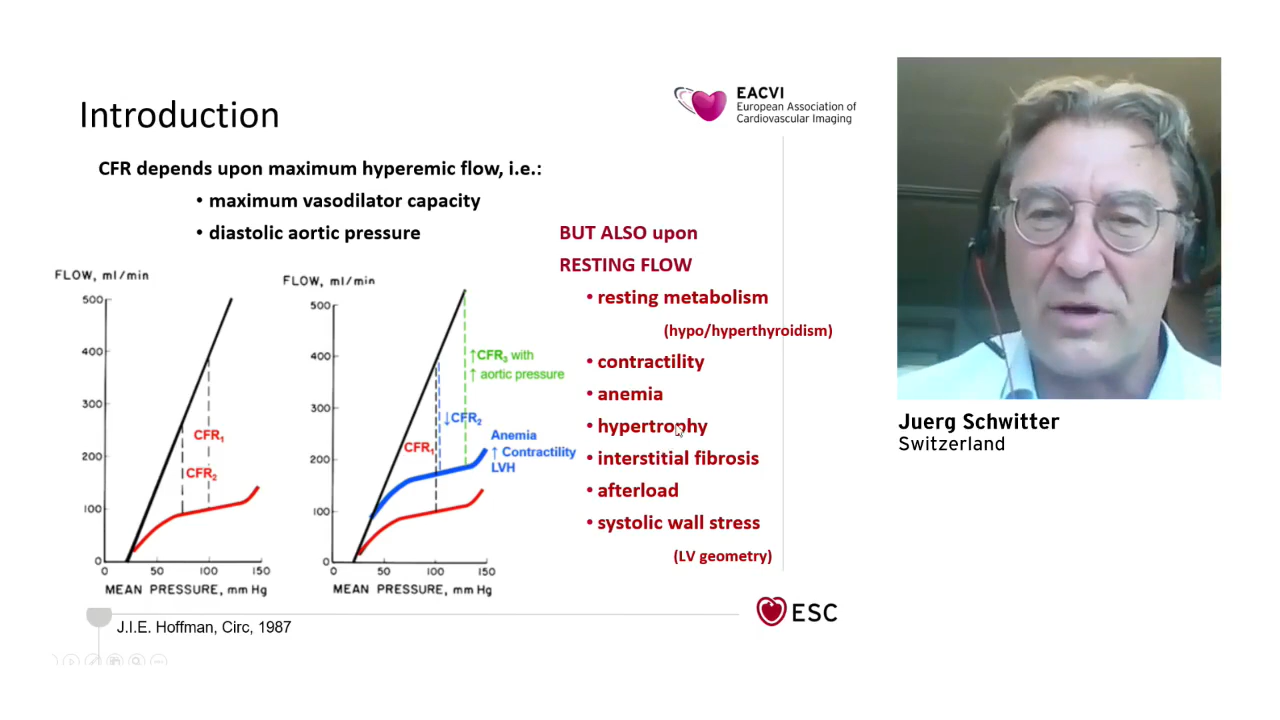 Introduction
EACVI
European Association of
Cardiovascular Imaging
CFR depends upon maximum hyperemic flow, i.e.:
• maximum vasodilator capacity
• diastolic aortic pressure
BUT ALSO upon
RESTING FLOW
• resting metabolism
(hypo/hyperthyroidism)
• contractility
• anemia
• hypertrophy
• interstitial fibrosis
• afterload
• systolic wall stress
(LV geometry)
FLOW, ml/min
500
400
300
200
100
0
0 50 100 150
MEAN PRESSURE, mm Hg
CFR1
CFR2
FLOW, ml/min
500
400
300
200
100
0
0 50 100 150
MEAN PRESSURE, mm Hg
↑CFR3 with
↑ aortic pressure
↓CFR2
CFR1
Anemia
↑ Contractility
LVH
J.I.E. Hoffman, Circ, 1987
ESC
Juerg Schwitter
Switzerland